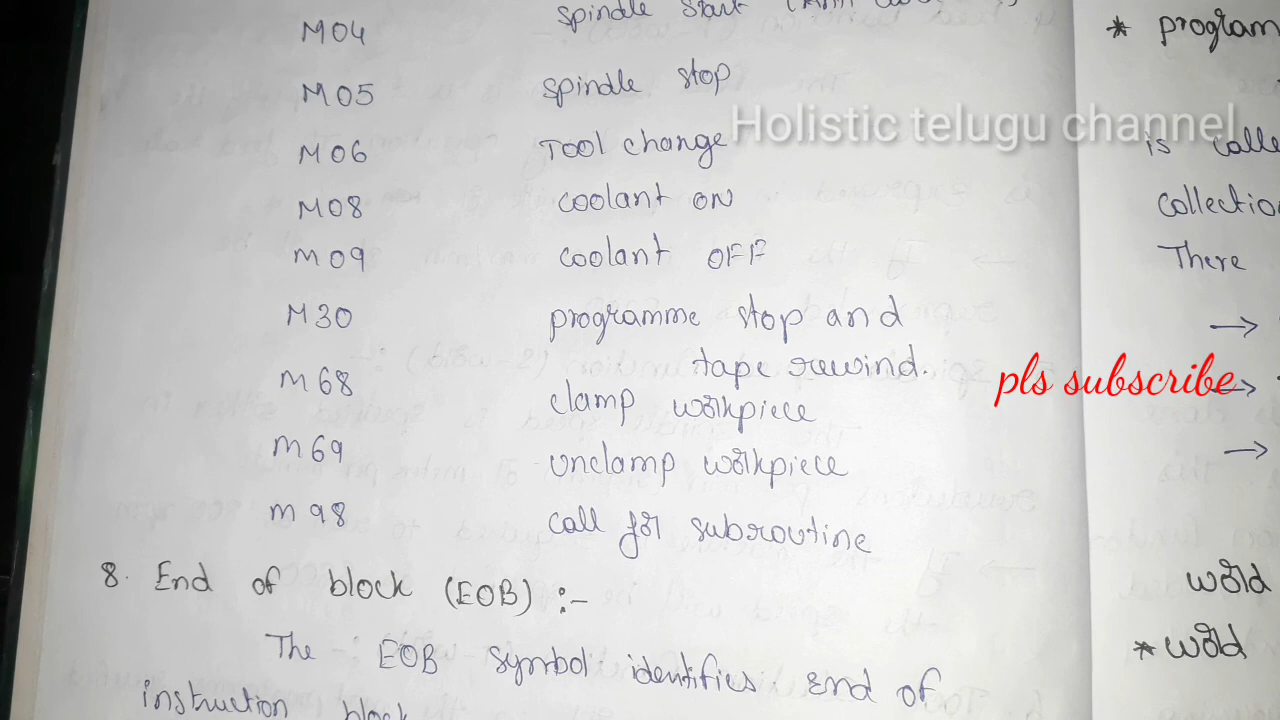 M04 spindle start
M05 spindle stop
M06 Tool change
M08 coolant ON
M09 coolant OFF
M30 programme stop and
tape rewind.
M68 clamp workpiece
M69 unclamp workpiece
M98 call for subroutine
8. End of block (EOB) :-
The EOB symbol identifies end of
instruction block
* program
is
There
→
→
→
word
* word
Holistic telugu channel
pls subscribe